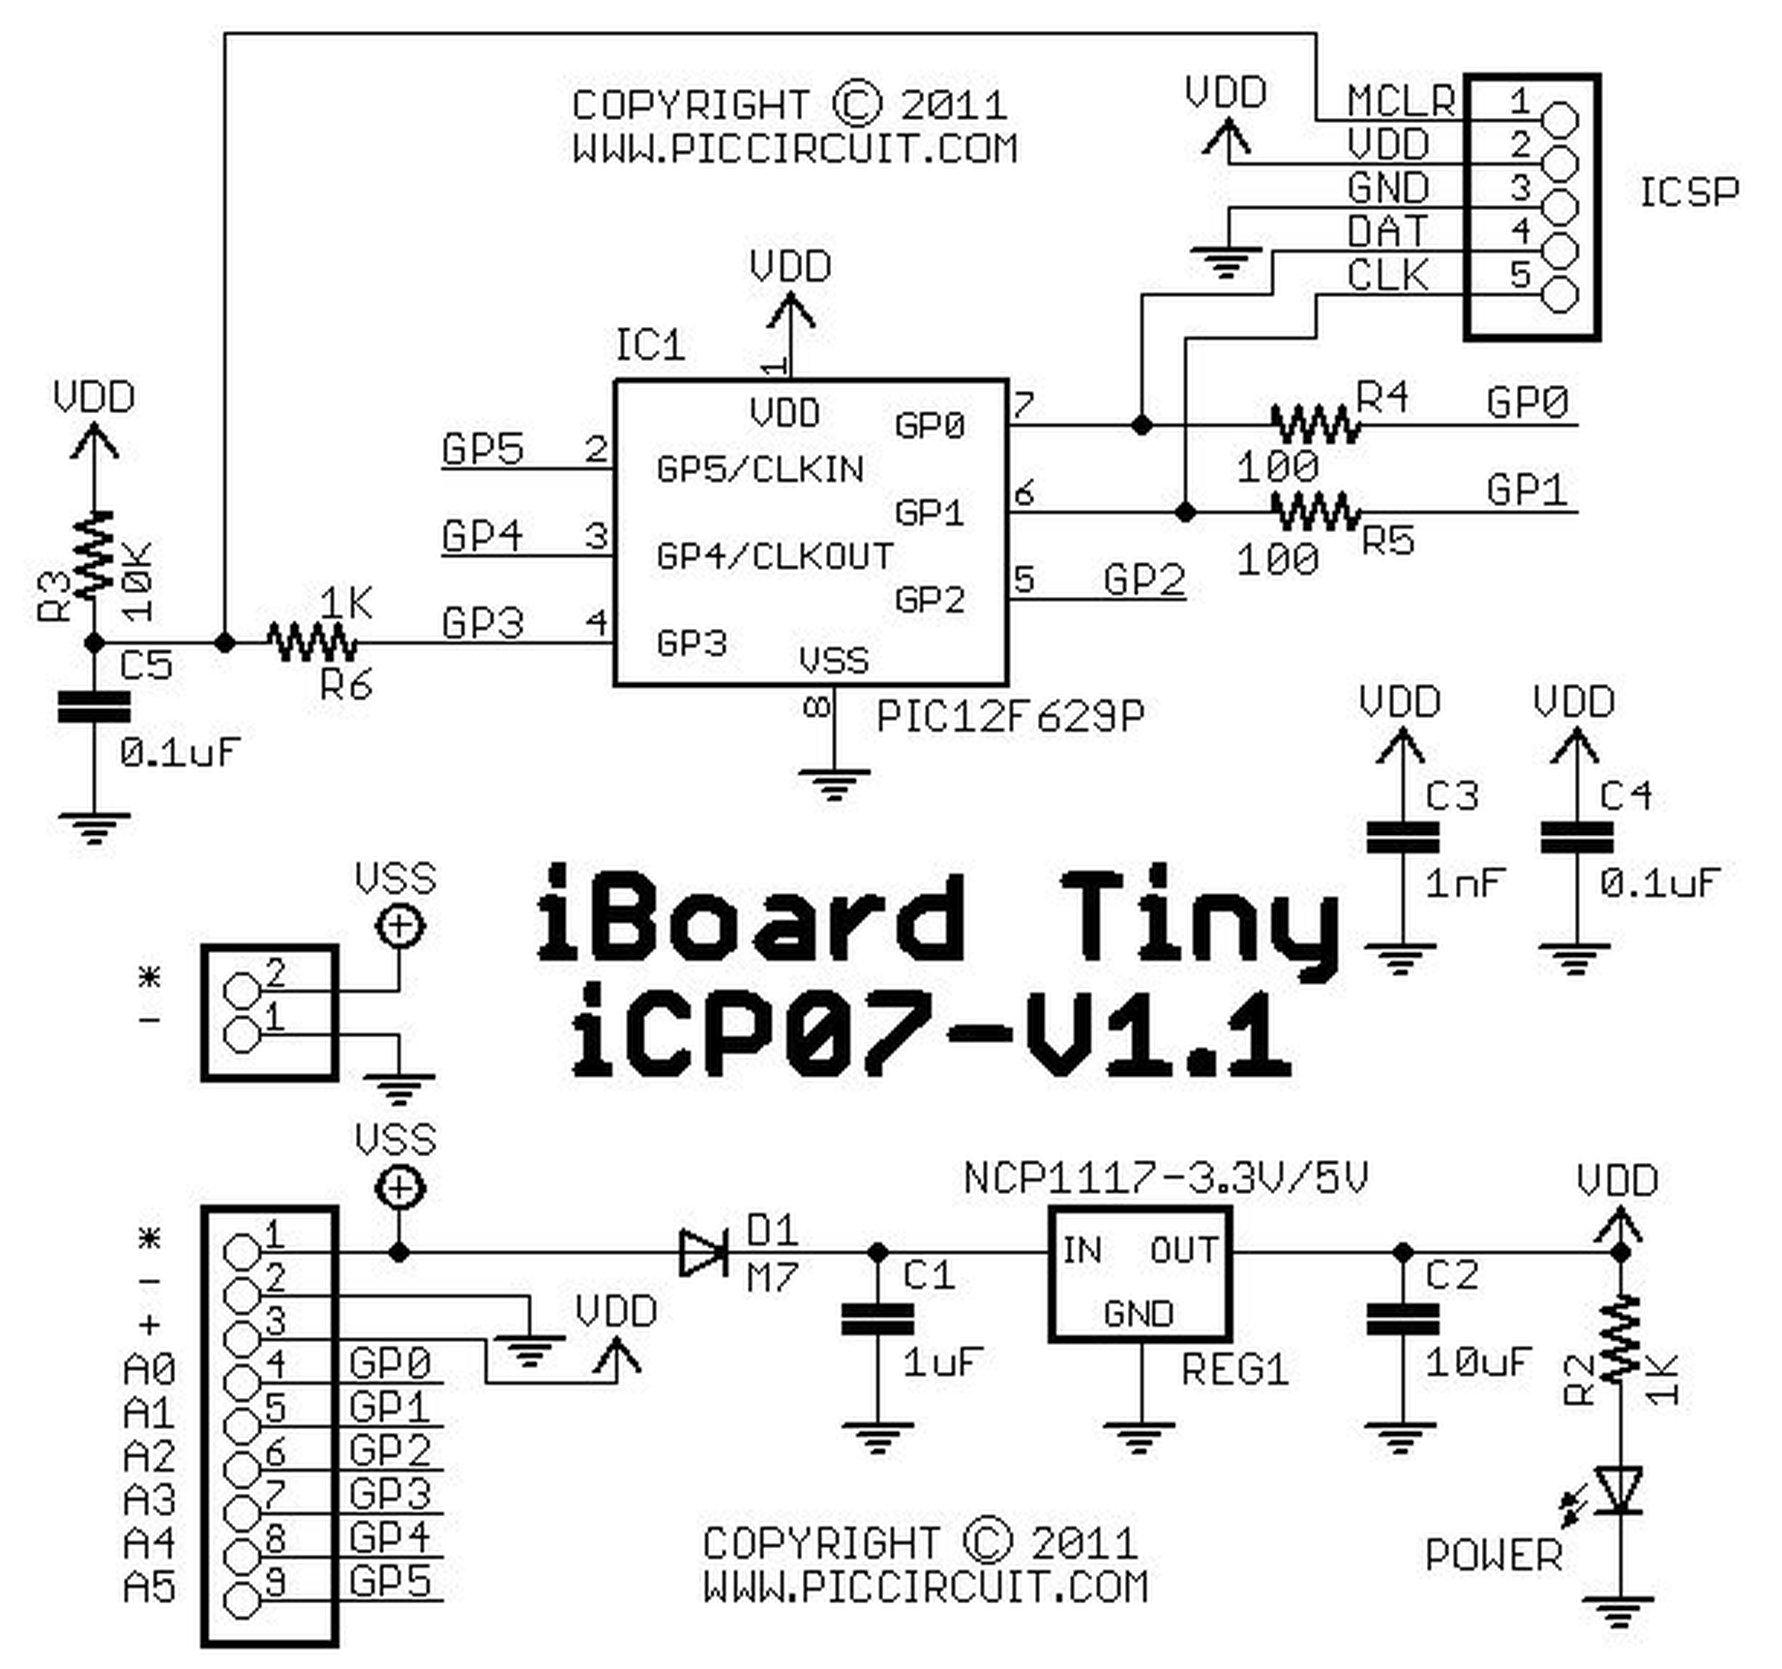 COPYRIGHT © 2011
WWW.PICCIRCUIT.COM
VDD
MCLR 1
VDD 2
GND 3
DAT 4
CLK 5
ICSP
VDD
IC1
1
VDD
GP5 2 GP5/CLKIN
GP4 3 GP4/CLKOUT
GP3 4 GP3
GP0 7
GP1 6
GP2 5 GP2
VSS
8
PIC12F629P
R4 GP0
100
GP1
R5
100
VDD
R3
10K
C5
0.1uF
1K
R6
VDD
C3
1nF
VDD
C4
0.1uF
VSS
* 2
- 1
iBoard Tiny
iCP07-V1.1
VSS
* 1
- 2
+ 3
A0 4 GP0
A1 5 GP1
A2 6 GP2
A3 7 GP3
A4 8 GP4
A5 9 GP5
VDD
D1
M7
C1
1uF
NCP1117-3.3V/5V
IN OUT
GND
REG1
C2
10uF
VDD
R2
1K
POWER
COPYRIGHT © 2011
WWW.PICCIRCUIT.COM